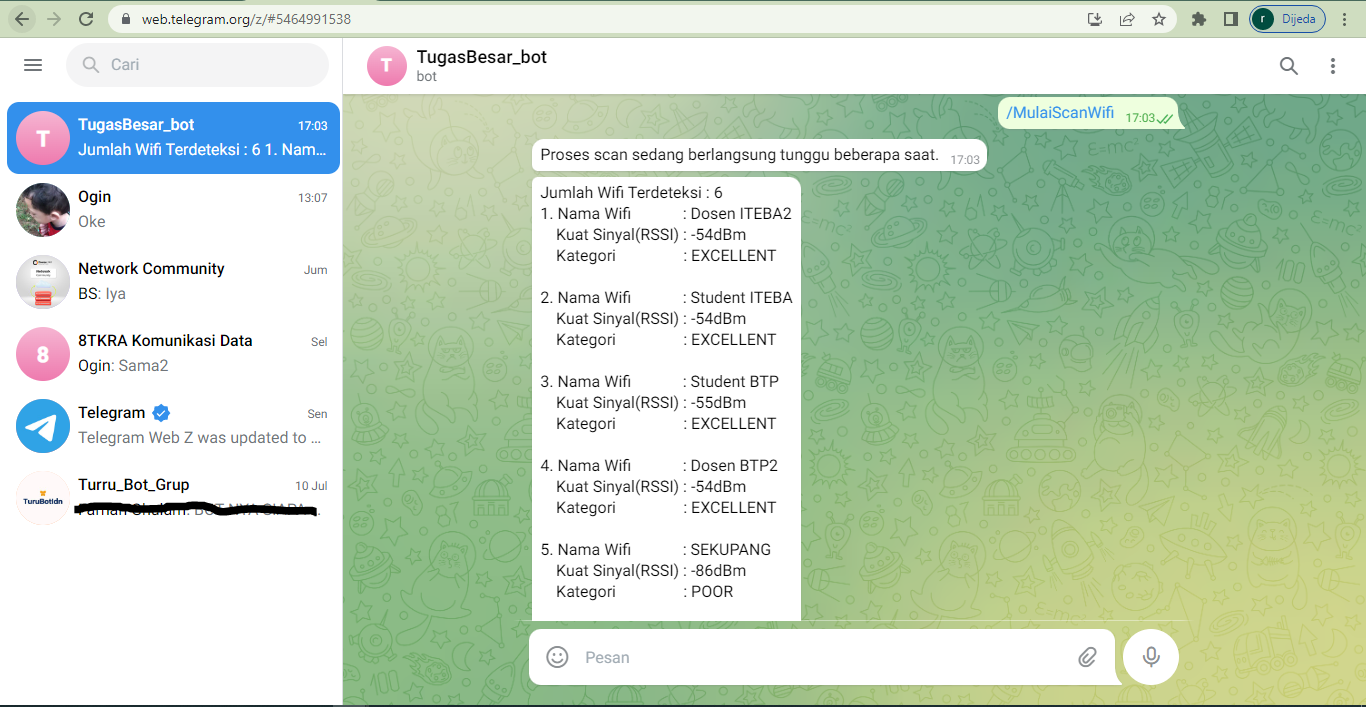 web.telegram.org/z/#5464991538
r Dijeda
Cari
T TugasBesar_bot 17:03
Jumlah Wifi Terdeteksi : 6 1. Nam...
Ogin 13:07
Oke
Network Community Jum
BS: Iya
8 8TKRA Komunikasi Data Sel
Ogin: Sama2
Telegram Sen
Telegram Web Z was updated to ...
TuruBotIdn
Turru_Bot_Grup 10 Jul
T TugasBesar_bot
bot
/MulaiScanWifi 17:03
Proses scan sedang berlangsung tunggu beberapa saat. 17:03
Jumlah Wifi Terdeteksi : 6
1. Nama Wifi : Dosen ITEBA2
Kuat Sinyal(RSSI) : -54dBm
Kategori : EXCELLENT
2. Nama Wifi : Student ITEBA
Kuat Sinyal(RSSI) : -54dBm
Kategori : EXCELLENT
3. Nama Wifi : Student BTP
Kuat Sinyal(RSSI) : -55dBm
Kategori : EXCELLENT
4. Nama Wifi : Dosen BTP2
Kuat Sinyal(RSSI) : -54dBm
Kategori : EXCELLENT
5. Nama Wifi : SEKUPANG
Kuat Sinyal(RSSI) : -86dBm
Kategori : POOR
Pesan